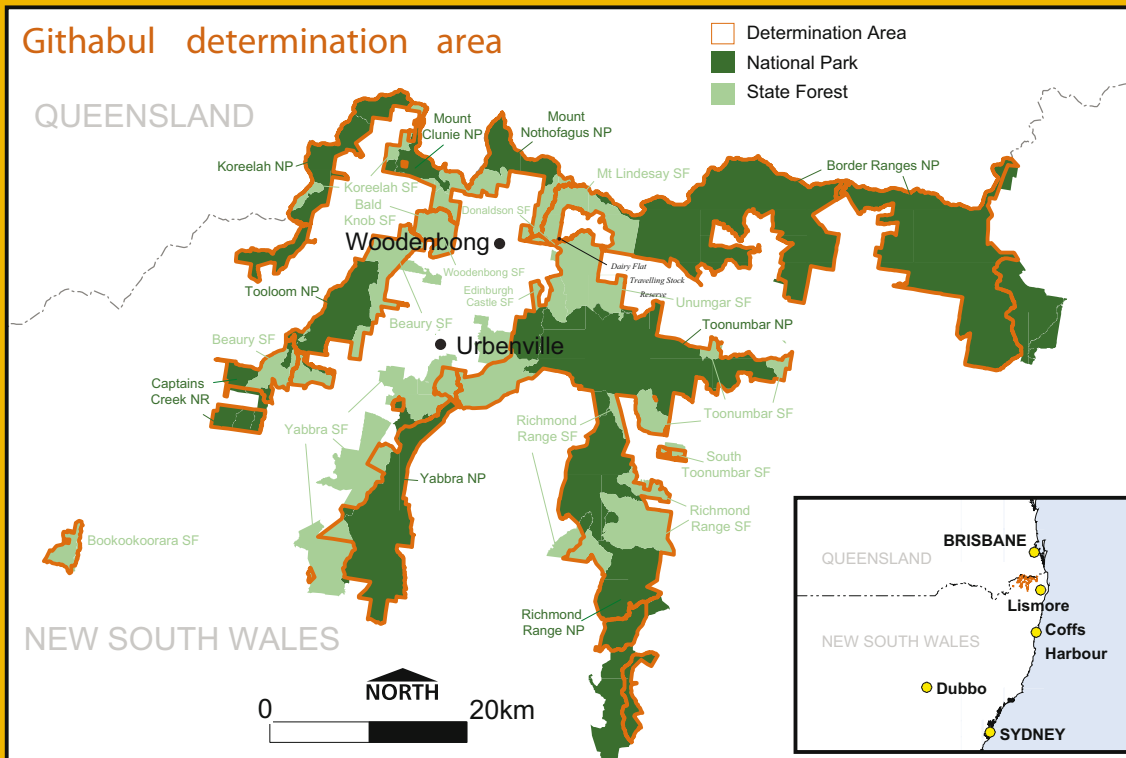 Githabul determination area
Determination Area
National Park
State Forest
QUEENSLAND
Mount
Clunie NP
Mount
Nothofagus NP
Koreelah NP
Koreelah SF
Mt Lindesay SF
Border Ranges NP
Bald
Knob SF
Donaldson SF
Woodenbong
Woodenbong SF
Dairy Flat
Travelling Stock
Reserve
Tooloom NP
Edinburgh
Castle SF
Unumgar SF
Beaury SF
Toonumbar NP
Beaury SF
Urbenville
Captains
Creek NR
Toonumbar SF
Yabbra SF
Richmond
Range SF
South
Toonumbar SF
Yabbra NP
Richmond
Range SF
Bookookoorara SF
Richmond
Range NP
NEW SOUTH WALES
NORTH
0
20km
BRISBANE
QUEENSLAND
Lismore
NEW SOUTH WALES
Coffs
Harbour
Dubbo
SYDNEY